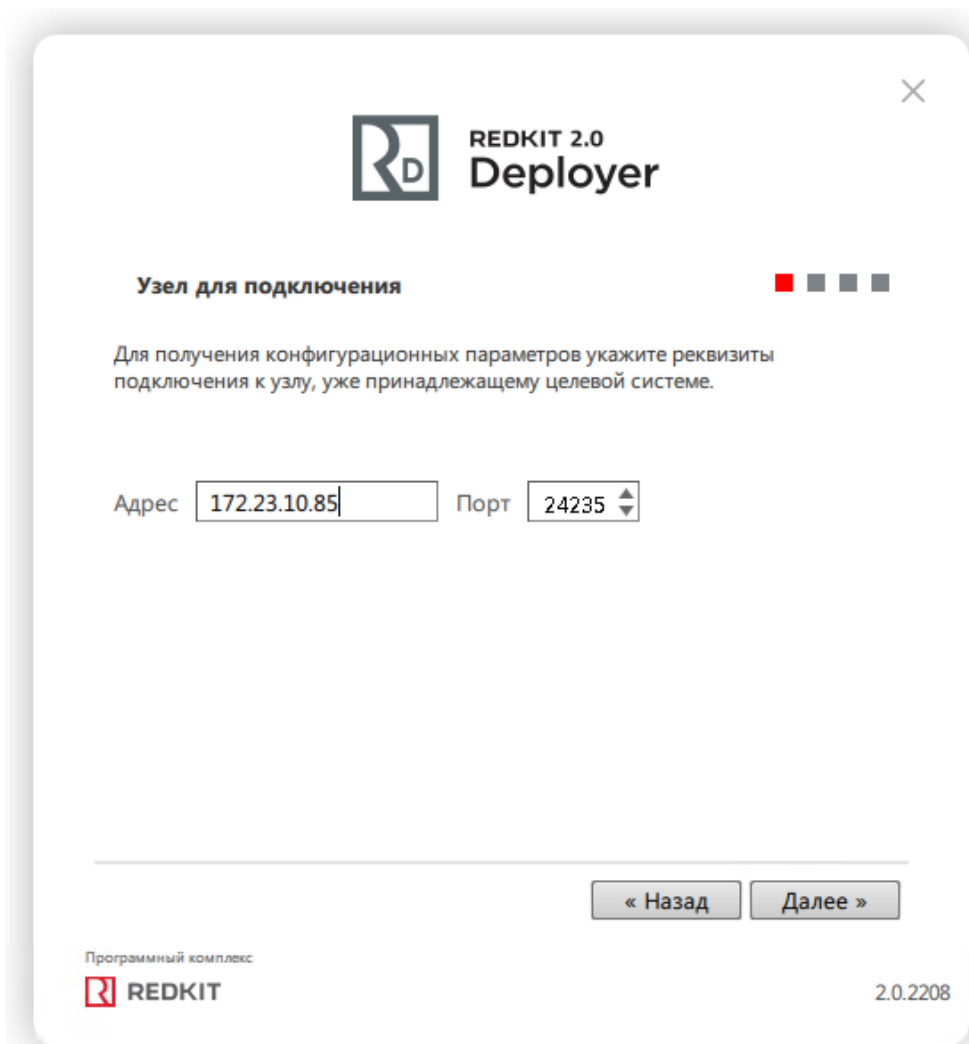 REDKIT 2.0
Deployer
Узел для подключения
Для получения конфигурационных параметров укажите реквизиты
подключения к узлу, уже принадлежащему целевой системе.
Адрес 172.23.10.85 Порт 24235
« Назад Далее »
Программный комплекс
REDKIT 2.0.2208